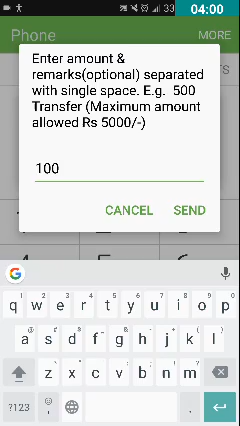 33 04:00
Phone MORE
Enter amount &
remarks(optional) separated
with single space. E.g.  500
Transfer (Maximum amount
allowed Rs 5000/-)
100
CANCEL SEND
q w e r t y u i o p
a s d f g h j k l
z x c v b n m
?123 , .